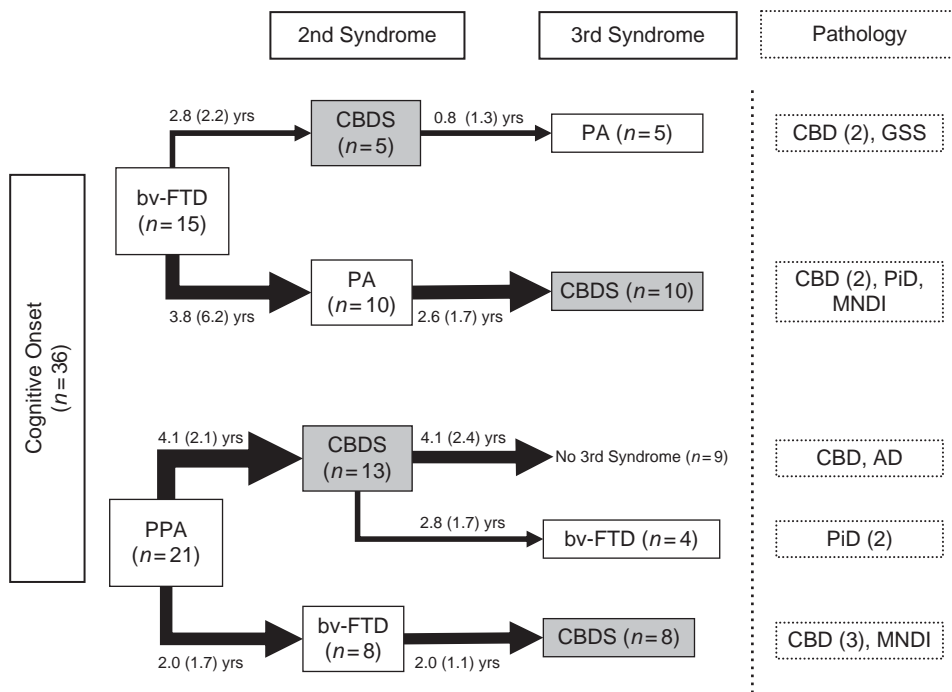 2nd Syndrome
3rd Syndrome
Pathology
Cognitive Onset
(n=36)
bv-FTD
(n=15)
2.8 (2.2) yrs
CBDS
(n=5)
0.8 (1.3) yrs
PA (n=5)
CBD (2), GSS
3.8 (6.2) yrs
PA
(n=10)
2.6 (1.7) yrs
CBDS (n=10)
CBD (2), PiD,
MNDI
PPA
(n=21)
4.1 (2.1) yrs
CBDS
(n=13)
4.1 (2.4) yrs
No 3rd Syndrome (n=9)
CBD, AD
2.8 (1.7) yrs
bv-FTD (n=4)
PiD (2)
2.0 (1.7) yrs
bv-FTD
(n=8)
2.0 (1.1) yrs
CBDS (n=8)
CBD (3), MNDI